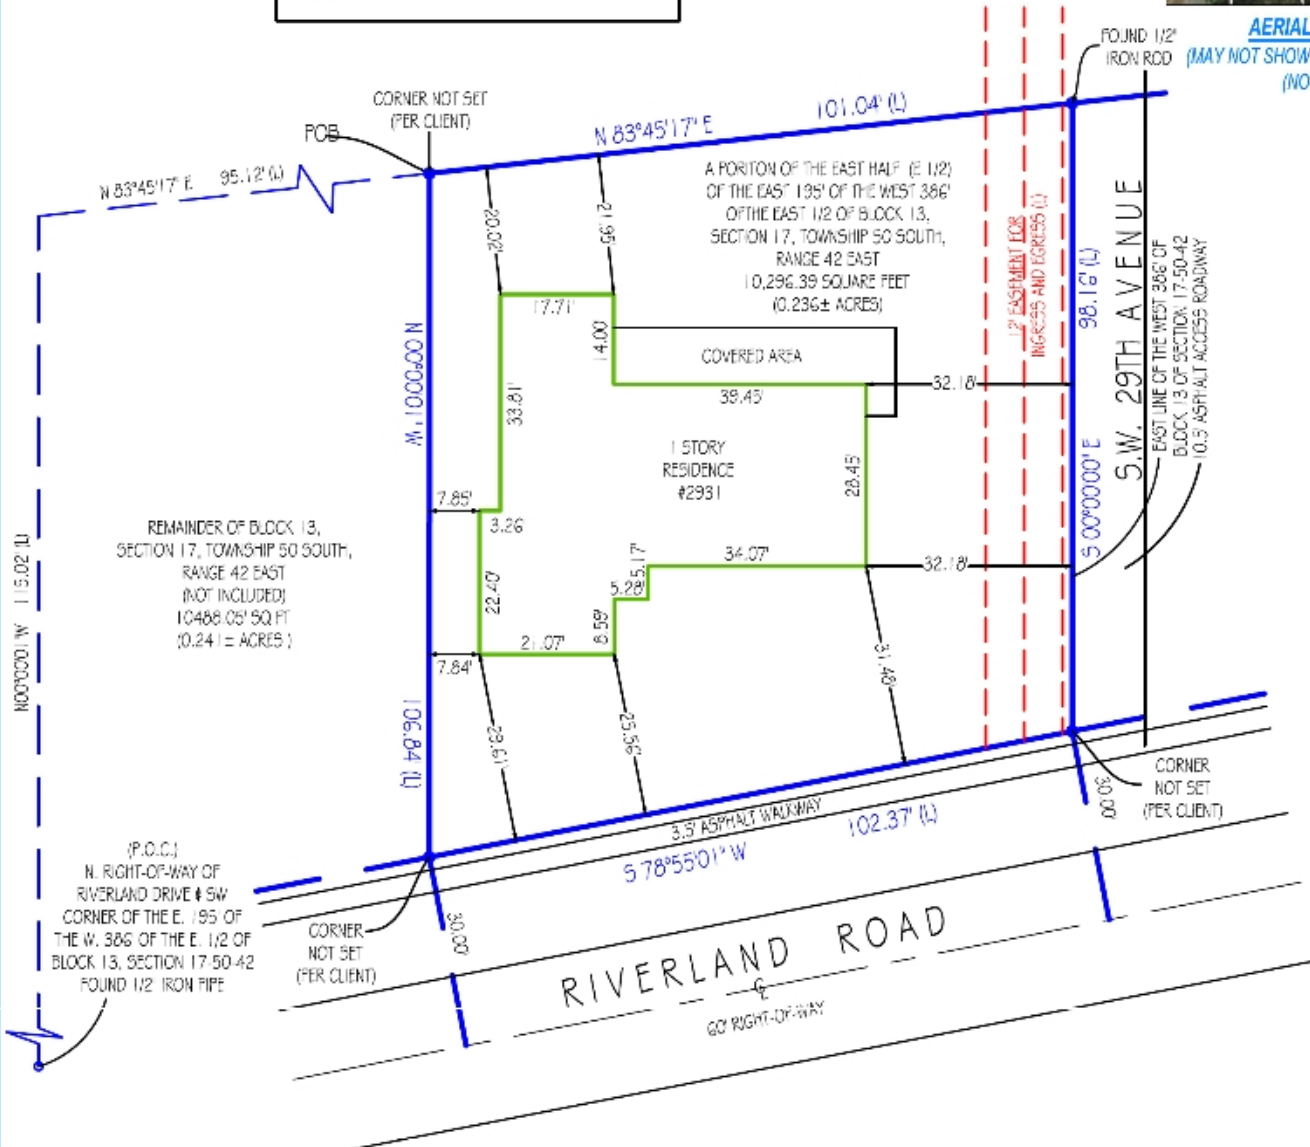 AERIAL
(MAY NOT SHOW
(NO
FOUND 1/2"
IRON ROD
CORNER NOT SET
(PER CLIENT)
POB
N 83°45'17" E 95.12' (L)
N 83°45'17" E
101.04' (L)
A PORITON OF THE EAST HALF (E 1/2)
OF THE EAST 195' OF THE WEST 386'
OFTHE EAST 1/2 OF BLOCK 13,
SECTION 17, TOWNSHIP 50 SOUTH,
RANGE 42 EAST
10,296.39 SQUARE FEET
(0.236± ACRES)
20.02'
21.95'
17.71'
14.00'
COVERED AREA
39.45'
32.18'
33.81'
12' EASEMENT FOR
INGRESS AND EGRESS (L)
98.16' (L)
S 00°00'00" E
S.W. 29TH AVENUE
EAST LINE OF THE WEST 386' OF
BLOCK 13 OF SECTION 17-50-42
10.5' ASPHALT ACCESS ROADWAY
N 00°00'01" W
1 STORY
RESIDENCE
#2931
28.45'
7.85'
3.26'
REMAINDER OF BLOCK 13,
SECTION 17, TOWNSHIP 50 SOUTH,
RANGE 42 EAST
(NOT INCLUDED)
10488.05' SQ FT
(0.241± ACRES )
N00°00'01"W 115.02' (L)
22.40'
5.17'
34.07'
32.18'
5.28'
8.59'
21.07'
7.84'
106.84 (L)
29.61'
25.56'
31.48'
CORNER
NOT SET
(PER CLIENT)
30.00'
3.5' ASPHALT WALKWAY
102.37' (L)
S 78°55'01" W
(P.O.C.)
N. RIGHT-OF-WAY OF
RIVERLAND DRIVE & SW
CORNER OF THE E. 195' OF
THE W. 386' OF THE E. 1/2 OF
BLOCK 13, SECTION 17-50-42
FOUND 1/2" IRON PIPE
CORNER
NOT SET
(PER CLIENT)
30.00'
RIVERLAND ROAD
60' RIGHT-OF-WAY